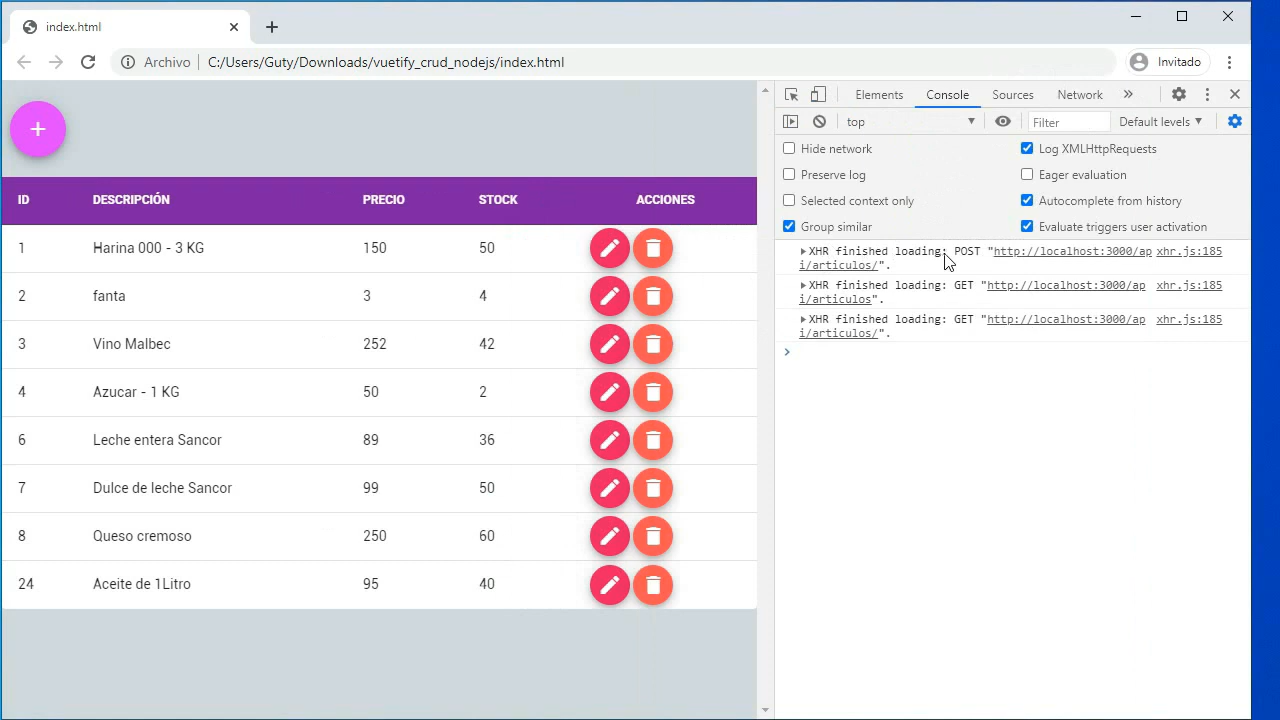 index.html
Archivo
C:/Users/Guty/Downloads/vuetify_crud_nodejs/index.html
Invitado
Elements Console Sources Network
top Filter Default levels
Hide network Log XMLHttpRequests
Preserve log Eager evaluation
Selected context only Autocomplete from history
Group similar Evaluate triggers user activation
XHR finished loading: POST "http://localhost:3000/ap xhr.js:185
i/articulos/".
XHR finished loading: GET "http://localhost:3000/ap xhr.js:185
i/articulos".
XHR finished loading: GET "http://localhost:3000/ap xhr.js:185
i/articulos/".
ID DESCRIPCIÓN PRECIO STOCK ACCIONES
1 Harina 000 - 3 KG 150 50
2 fanta 3 4
3 Vino Malbec 252 42
4 Azucar - 1 KG 50 2
6 Leche entera Sancor 89 36
7 Dulce de leche Sancor 99 50
8 Queso cremoso 250 60
24 Aceite de 1Litro 95 40